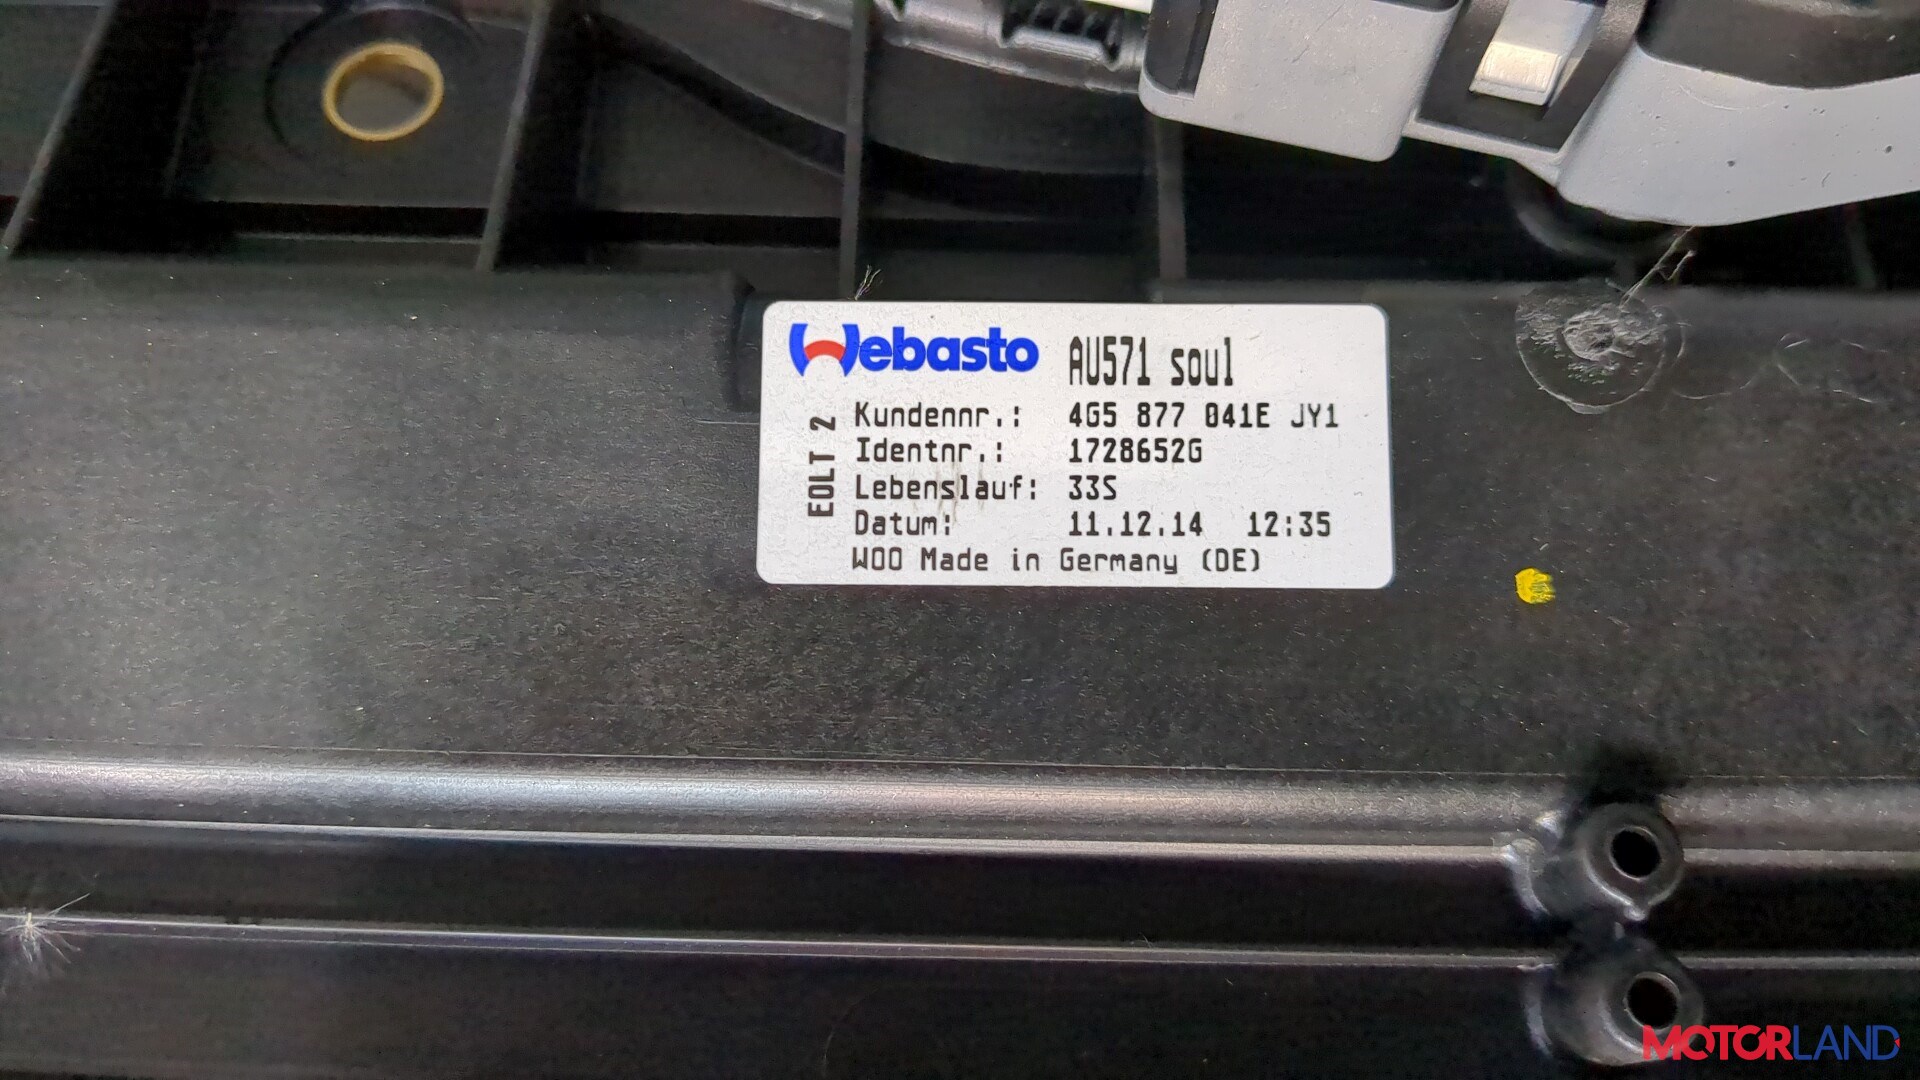 Webasto AU571 soul
EOLT 2
Kundennr.: 4G5 877 041E JY1
Identnr.: 1728652G
Lebenslauf: 33S
Datum: 11.12.14 12:35
WOO Made in Germany (DE)
MOTORLAND